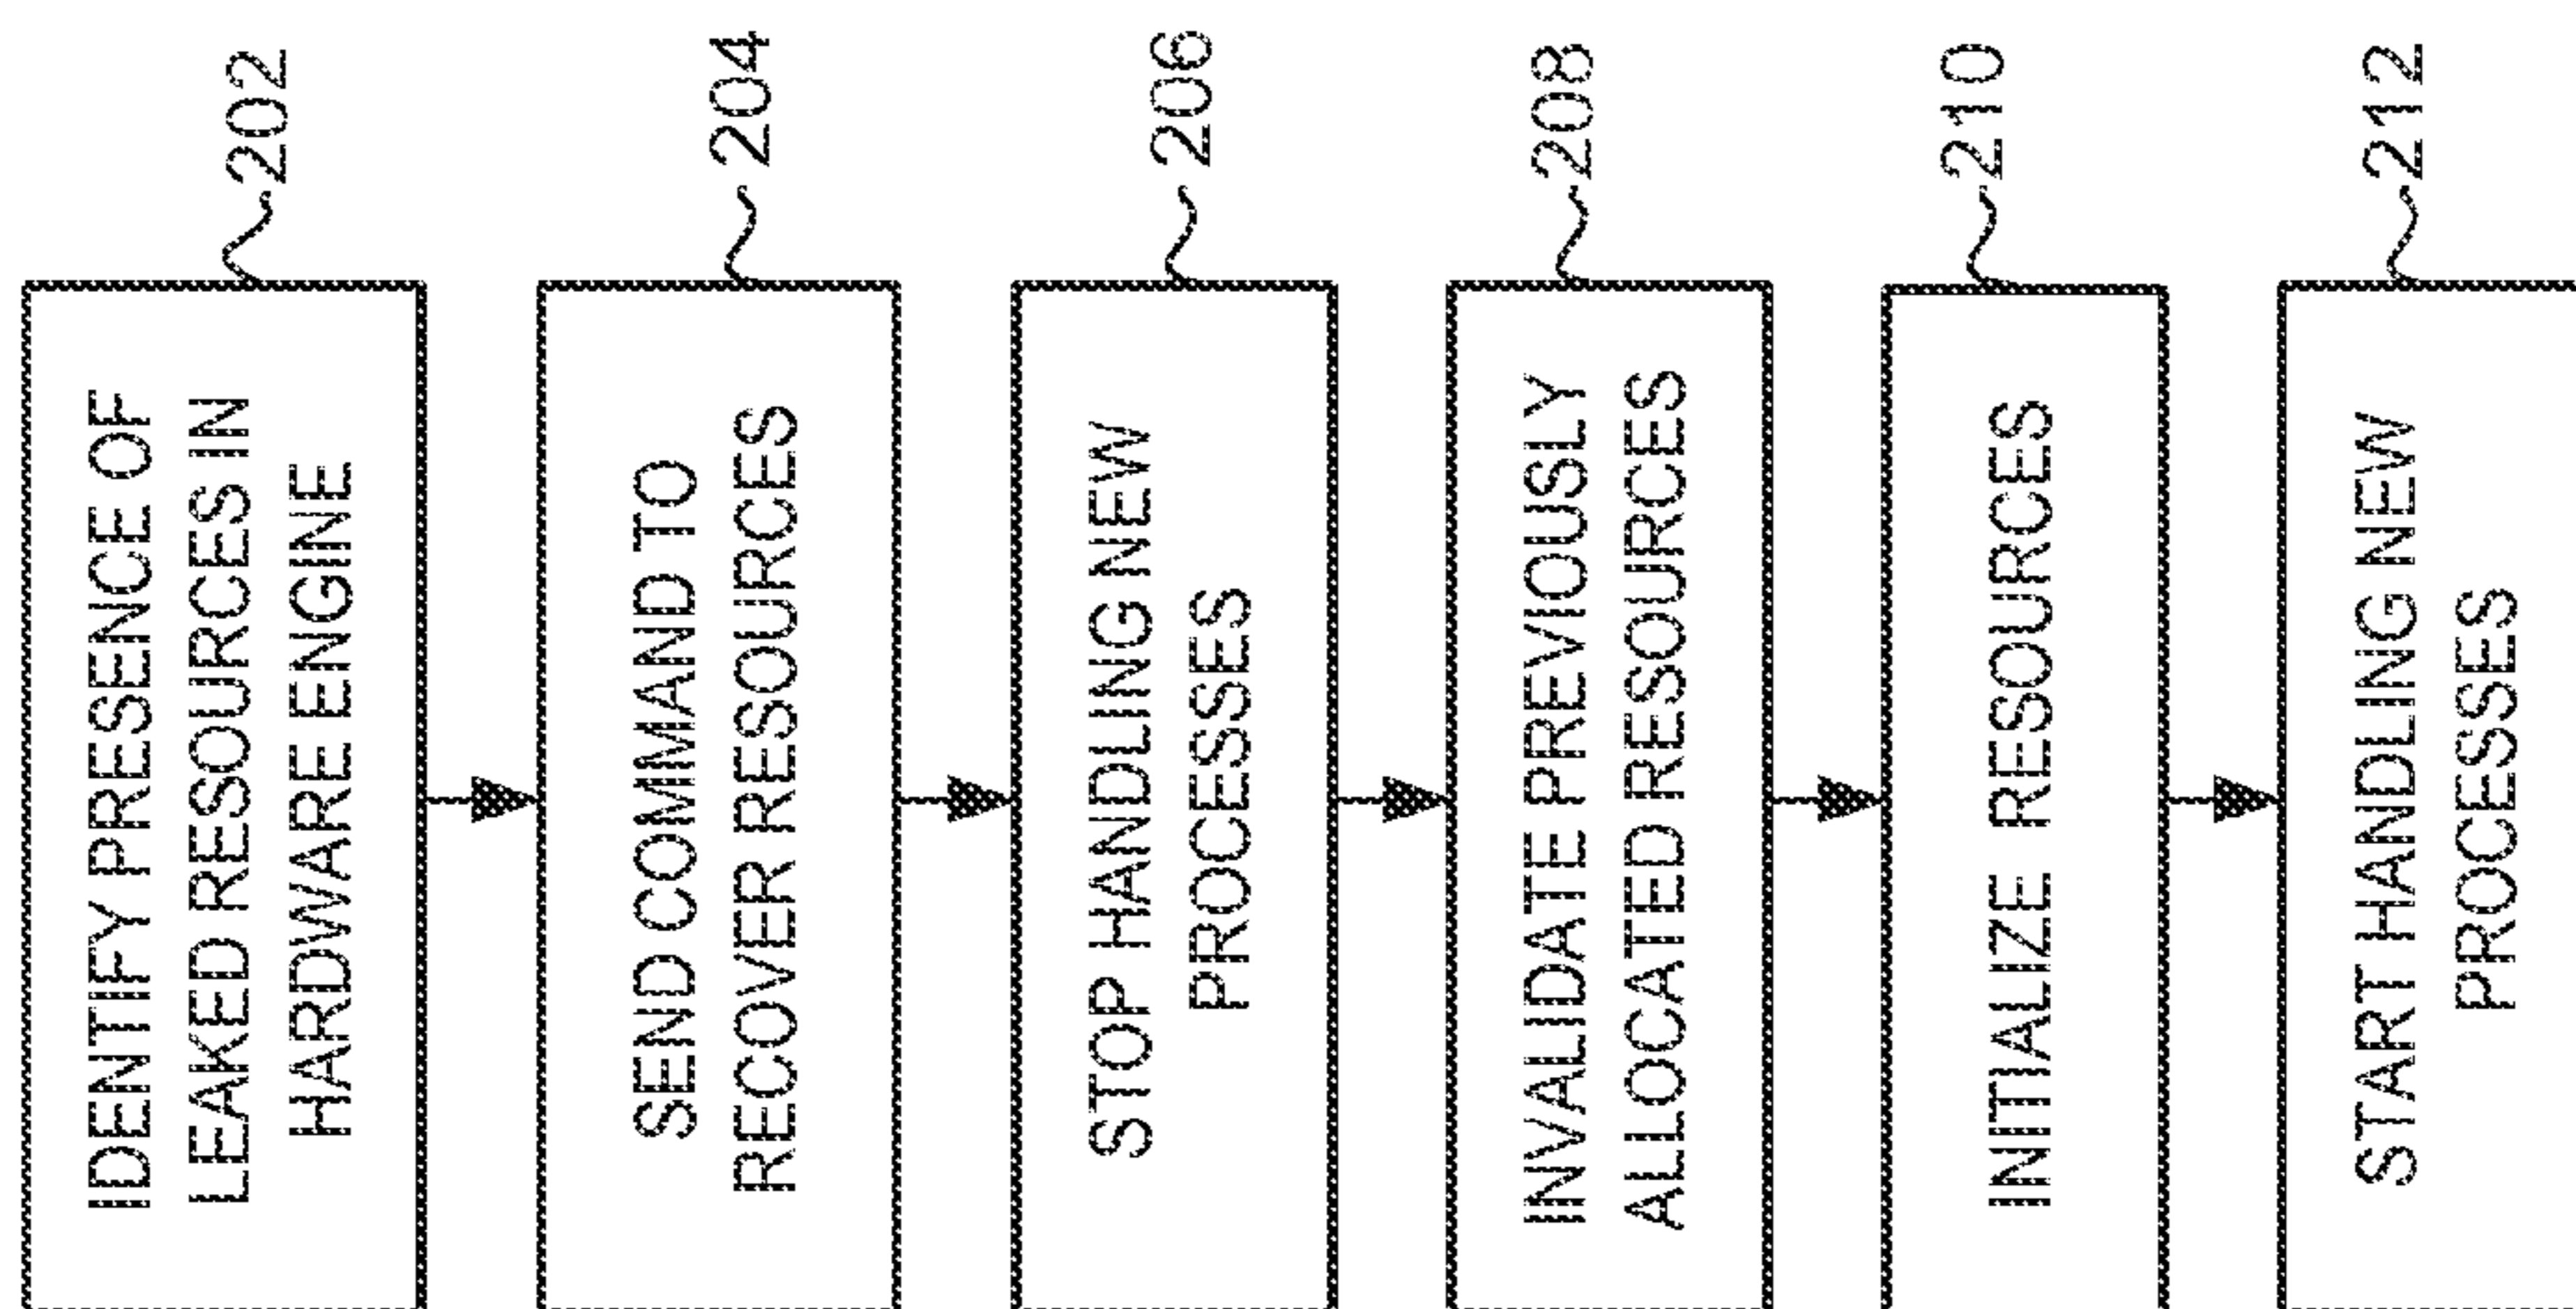 IDENTIFY PRESENCE OF
LEAKED RESOURCES IN
HARDWARE ENGINE
202
SEND COMMAND TO
RECOVER RESOURCES
204
STOP HANDLING NEW
PROCESSES
206
INVALIDATE PREVIOUSLY
ALLOCATED RESOURCES
208
INITIALIZE RESOURCES
210
START HANDLING NEW
PROCESSES
212